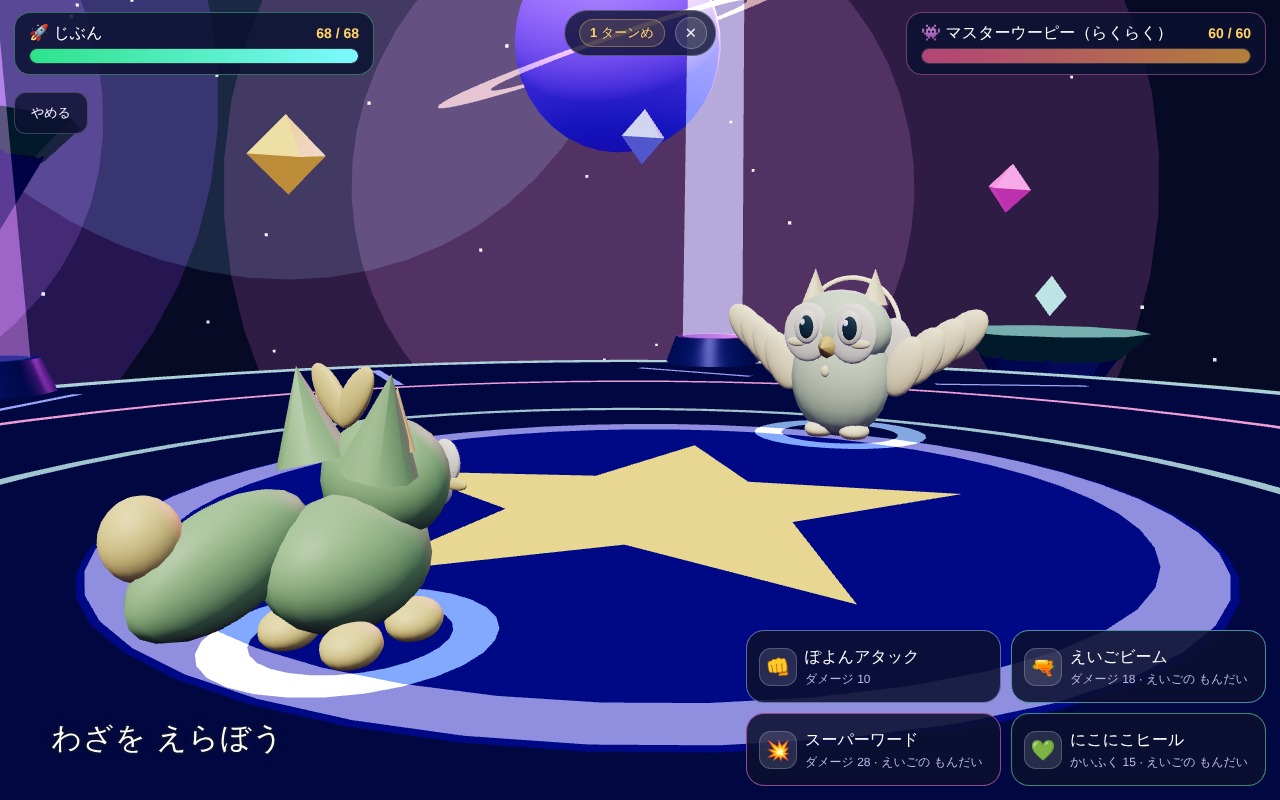 🚀 じぶん 68 / 68
1 ターンめ ✕
👾 マスターウーピー（らくらく） 60 / 60
やめる
わざを えらぼう
👊 ぽよんアタック
ダメージ 10
🔫 えいごビーム
ダメージ 18 · えいごの もんだい
💥 スーパーワード
ダメージ 28 · えいごの もんだい
💚 にこにこヒール
かいふく 15 · えいごの もんだい